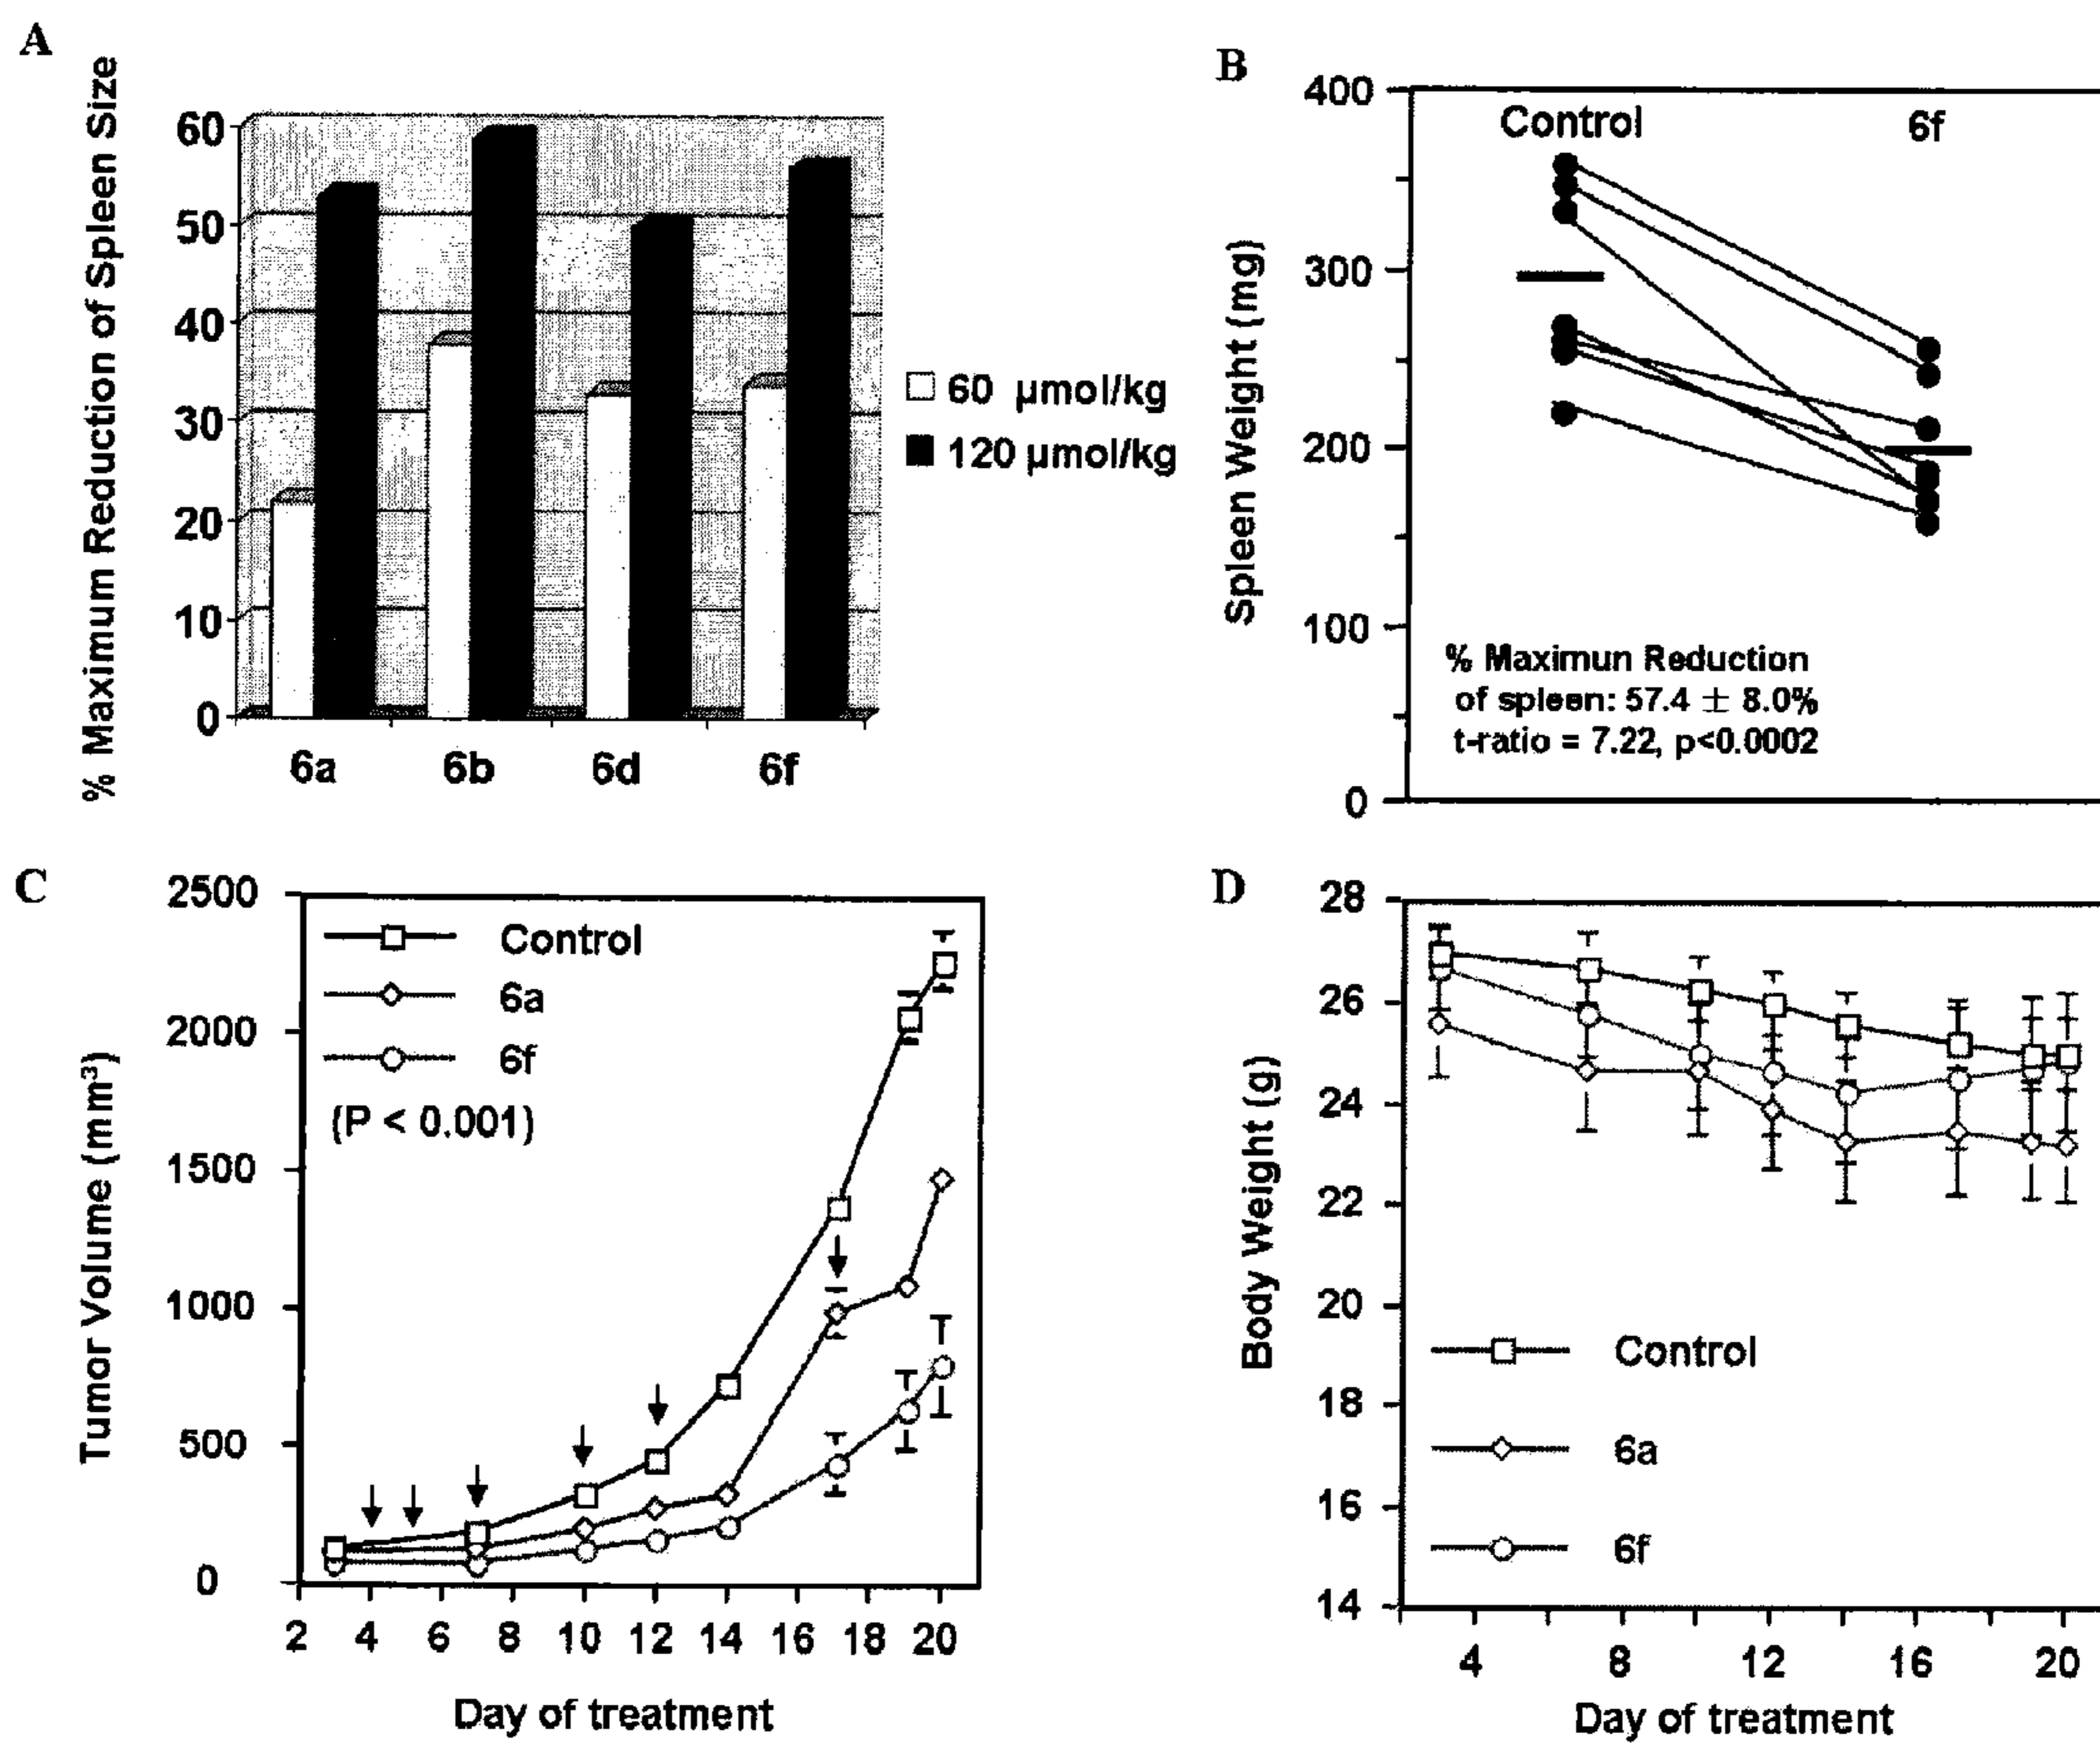 A
% Maximum Reduction of Spleen Size
60
50
40
30
20
10
0
6a 6b 6d 6f
60 µmol/kg
120 µmol/kg
B
Spleen Weight (mg)
400
300
200
100
0
Control 6f
% Maximun Reduction
of spleen: 57.4 ± 8.0%
t-ratio = 7.22, p<0.0002
C
Tumor Volume (mm³)
2500
2000
1500
1000
500
0
Control
6a
6f
(P < 0.001)
2 4 6 8 10 12 14 16 18 20
Day of treatment
D
Body Weight (g)
28
26
24
22
20
18
16
14
Control
6a
6f
4 8 12 16 20
Day of treatment